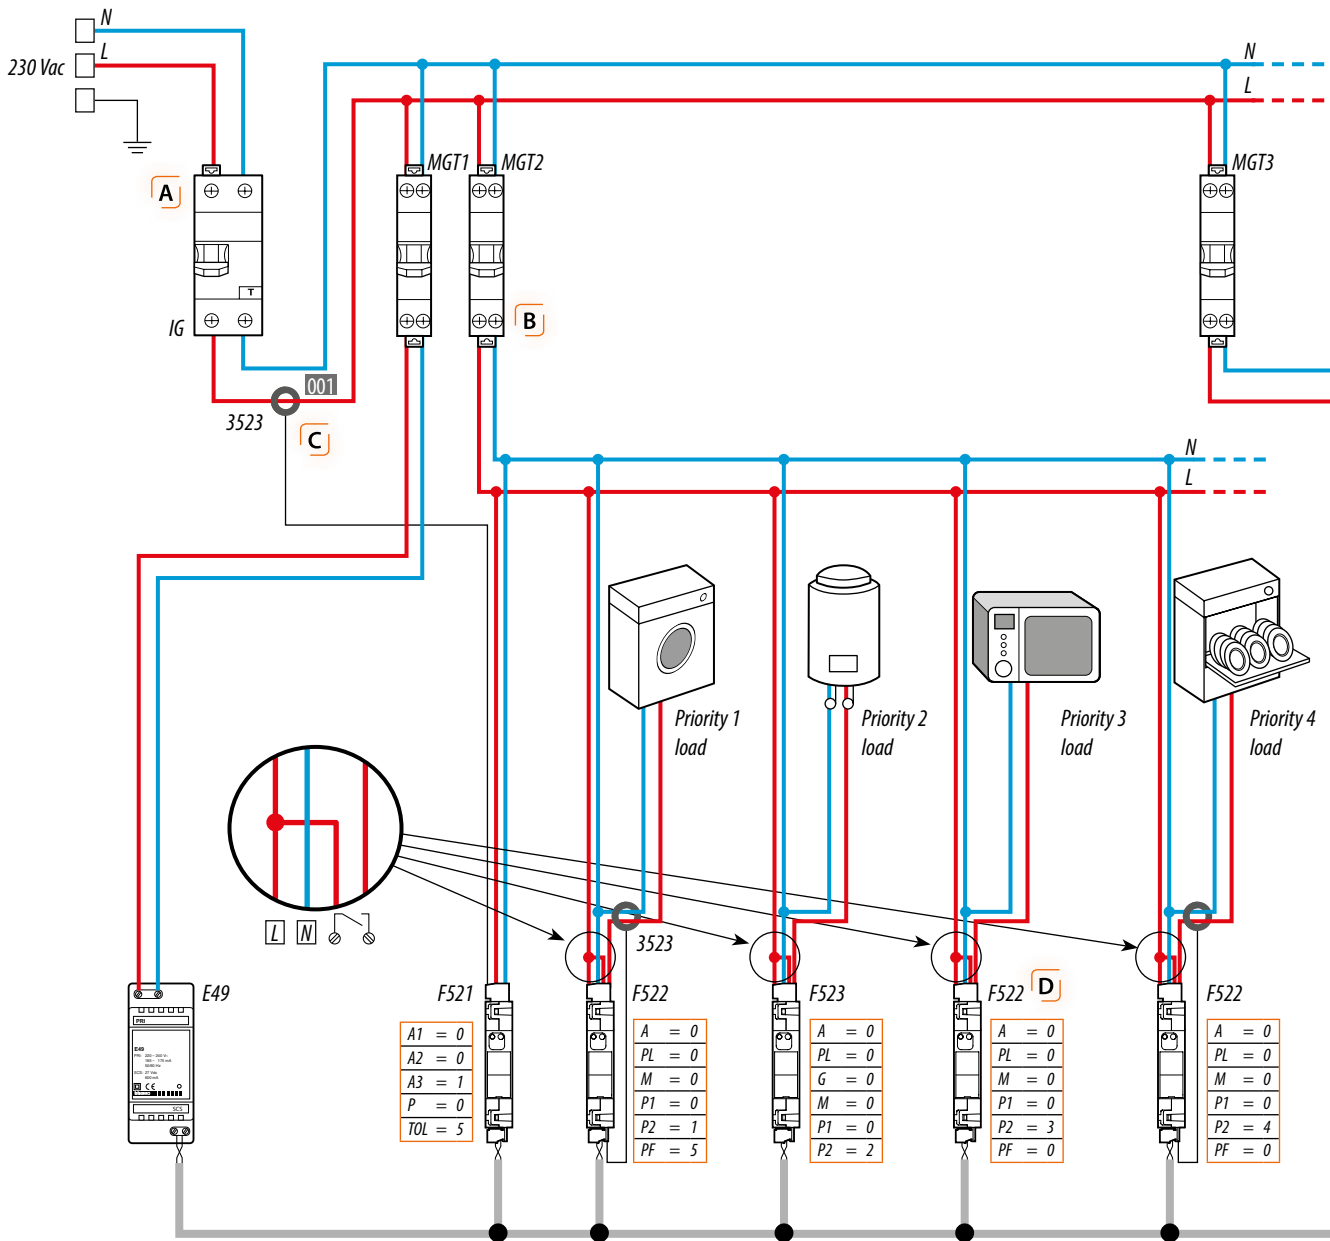 N
L
230 Vac
N
L
A
MGT1
MGT2
MGT3
T
IG
B
001
3523
C
N
L
Priority 1
load
Priority 2
load
Priority 3
load
Priority 4
load
L N
3523
E49
F521
F522
F523
F522
D
F522
PRI
E49
SCS
A1 = 0
A2 = 0
A3 = 1
P = 0
TOL = 5
A = 0
PL = 0
M = 0
P1 = 0
P2 = 1
PF = 5
A = 0
PL = 0
G = 0
M = 0
P1 = 0
P2 = 2
A = 0
PL = 0
M = 0
P1 = 0
P2 = 3
PF = 0
A = 0
PL = 0
M = 0
P1 = 0
P2 = 4
PF = 0